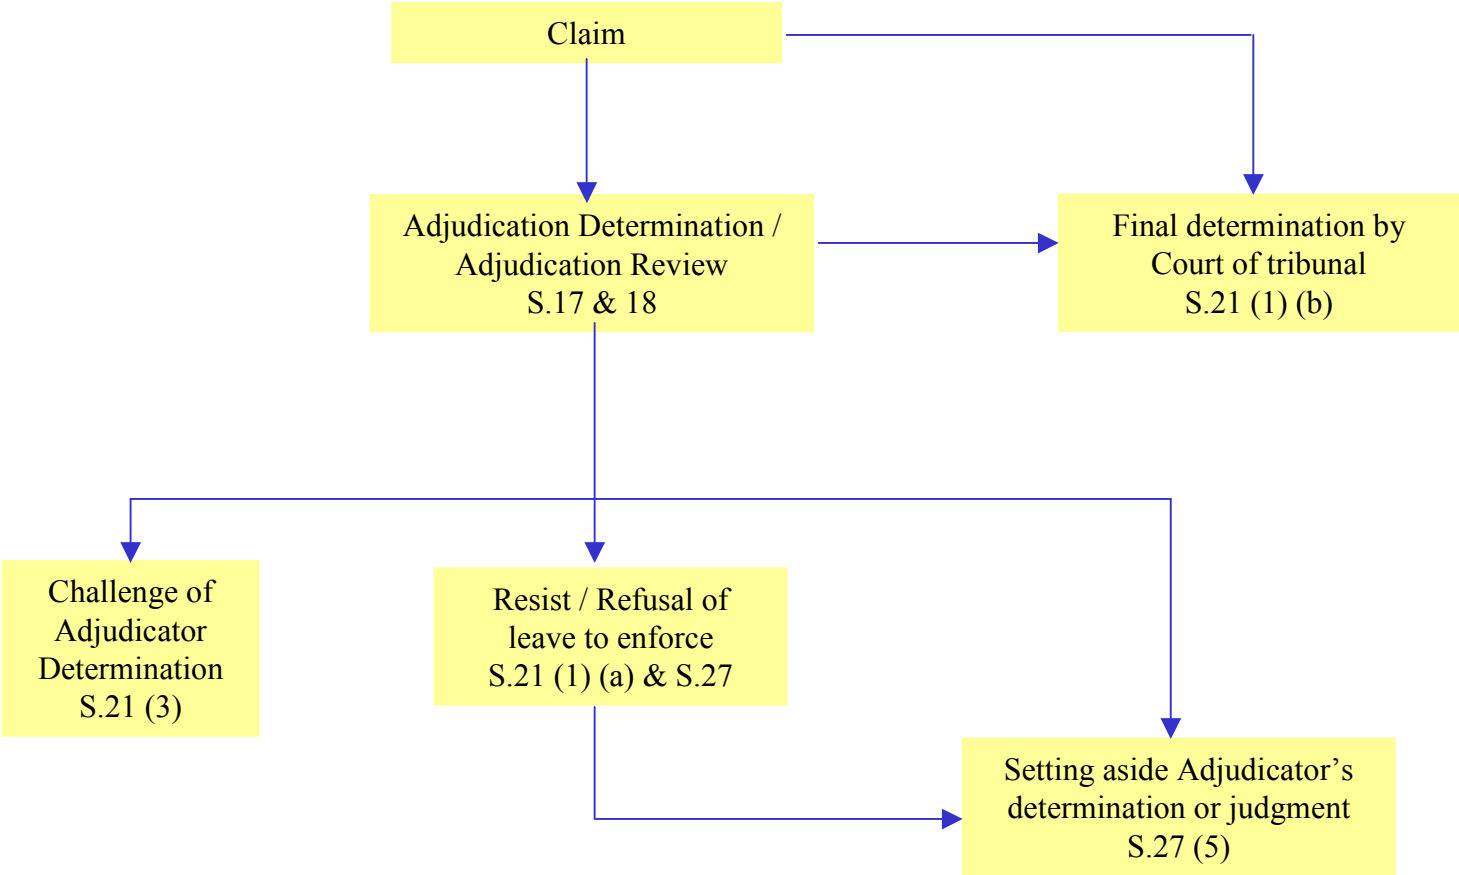 Claim
Adjudication Determination /
Adjudication Review
S.17 & 18
Final determination by
Court of tribunal
S.21 (1) (b)
Challenge of
Adjudicator
Determination
S.21 (3)
Resist / Refusal of
leave to enforce
S.21 (1) (a) & S.27
Setting aside Adjudicator’s
determination or judgment
S.27 (5)